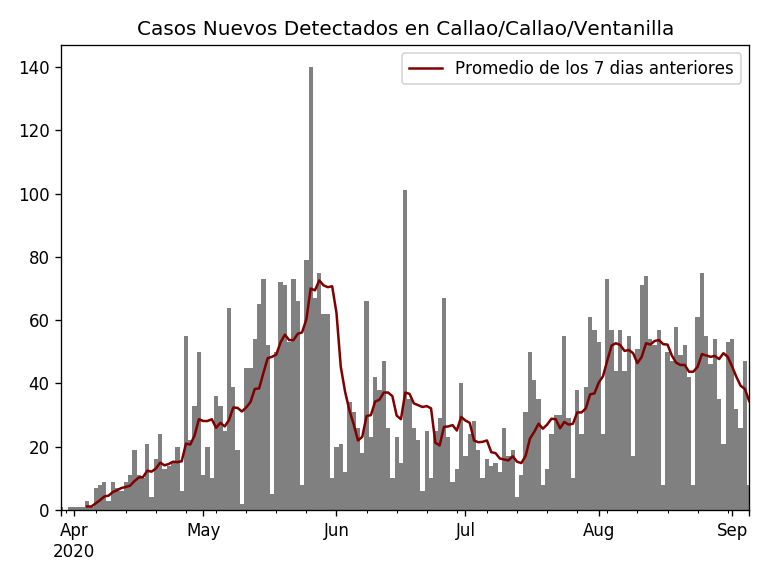 Casos Nuevos Detectados en Callao/Callao/Ventanilla
Promedio de los 7 dias anteriores
140
120
100
80
60
40
20
0
Apr
2020
May
Jun
Jul
Aug
Sep